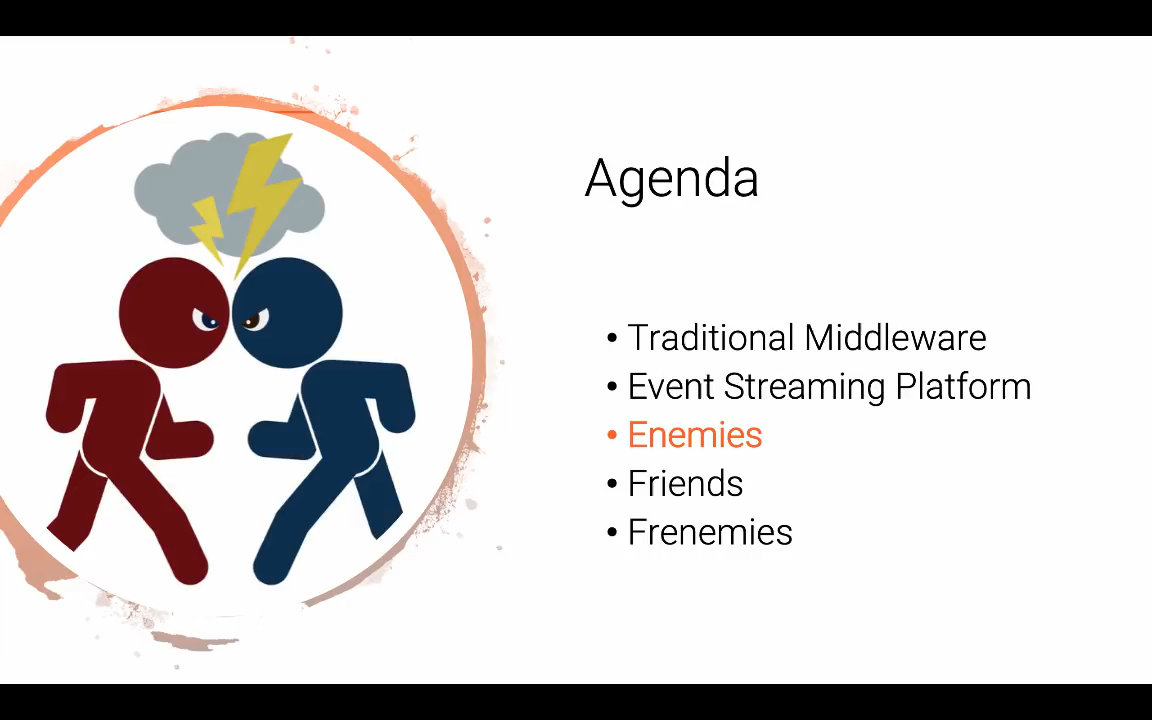 Agenda
• Traditional Middleware
• Event Streaming Platform
• Enemies
• Friends
• Frenemies